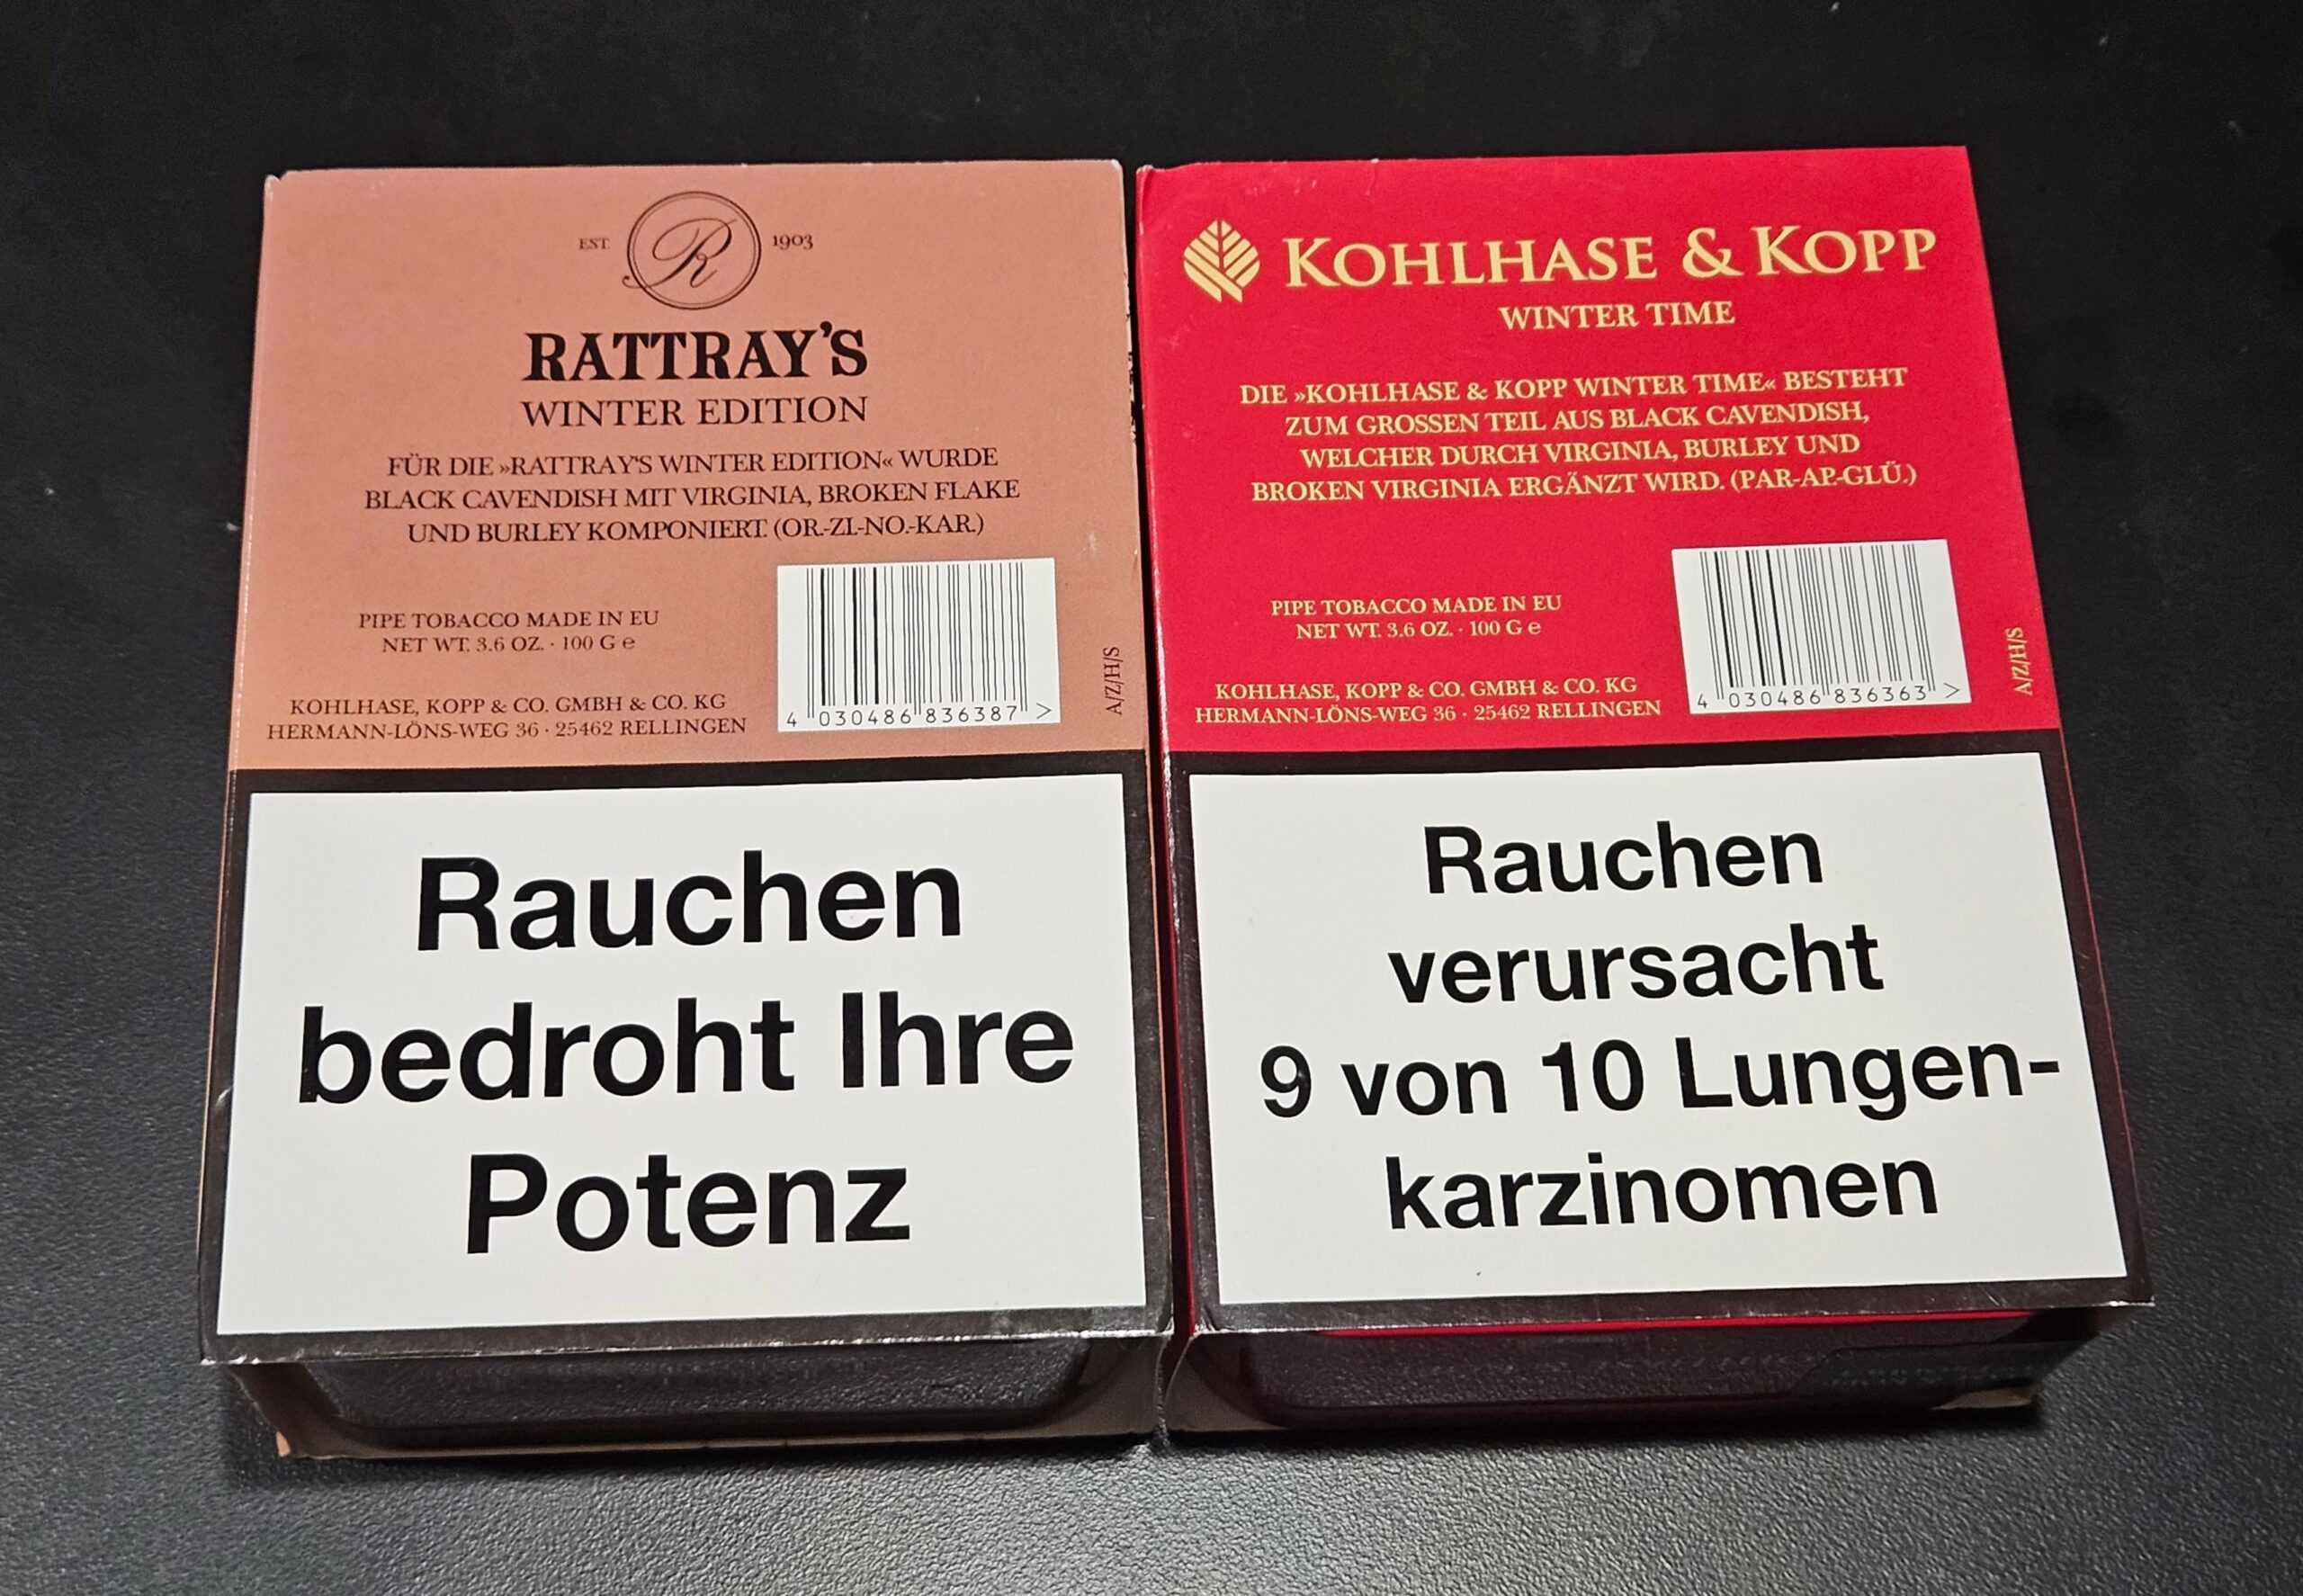 EST. R 1903
RATTRAY'S
WINTER EDITION
FÜR DIE »RATTRAY'S WINTER EDITION« WURDE
BLACK CAVENDISH MIT VIRGINIA, BROKEN FLAKE
UND BURLEY KOMPONIERT. (OR.-ZI.-NO.-KAR.)
PIPE TOBACCO MADE IN EU
NET WT. 3.6 OZ. · 100 G ℮
KOHLHASE, KOPP & CO. GMBH & CO. KG
HERMANN-LÖNS-WEG 36 · 25462 RELLINGEN
4 030486 836387 >
A/Z/H/S
Rauchen
bedroht Ihre
Potenz
KOHLHASE & KOPP
WINTER TIME
DIE »KOHLHASE & KOPP WINTER TIME« BESTEHT
ZUM GROSSEN TEIL AUS BLACK CAVENDISH,
WELCHER DURCH VIRGINIA, BURLEY UND
BROKEN VIRGINIA ERGÄNZT WIRD. (PAR-AP.-GLÜ.)
PIPE TOBACCO MADE IN EU
NET WT. 3.6 OZ. · 100 G ℮
KOHLHASE, KOPP & CO. GMBH & CO. KG
HERMANN-LÖNS-WEG 36 · 25462 RELLINGEN
4 030486 836363 >
A/Z/H/S
Rauchen
verursacht
9 von 10 Lungen-
karzinomen